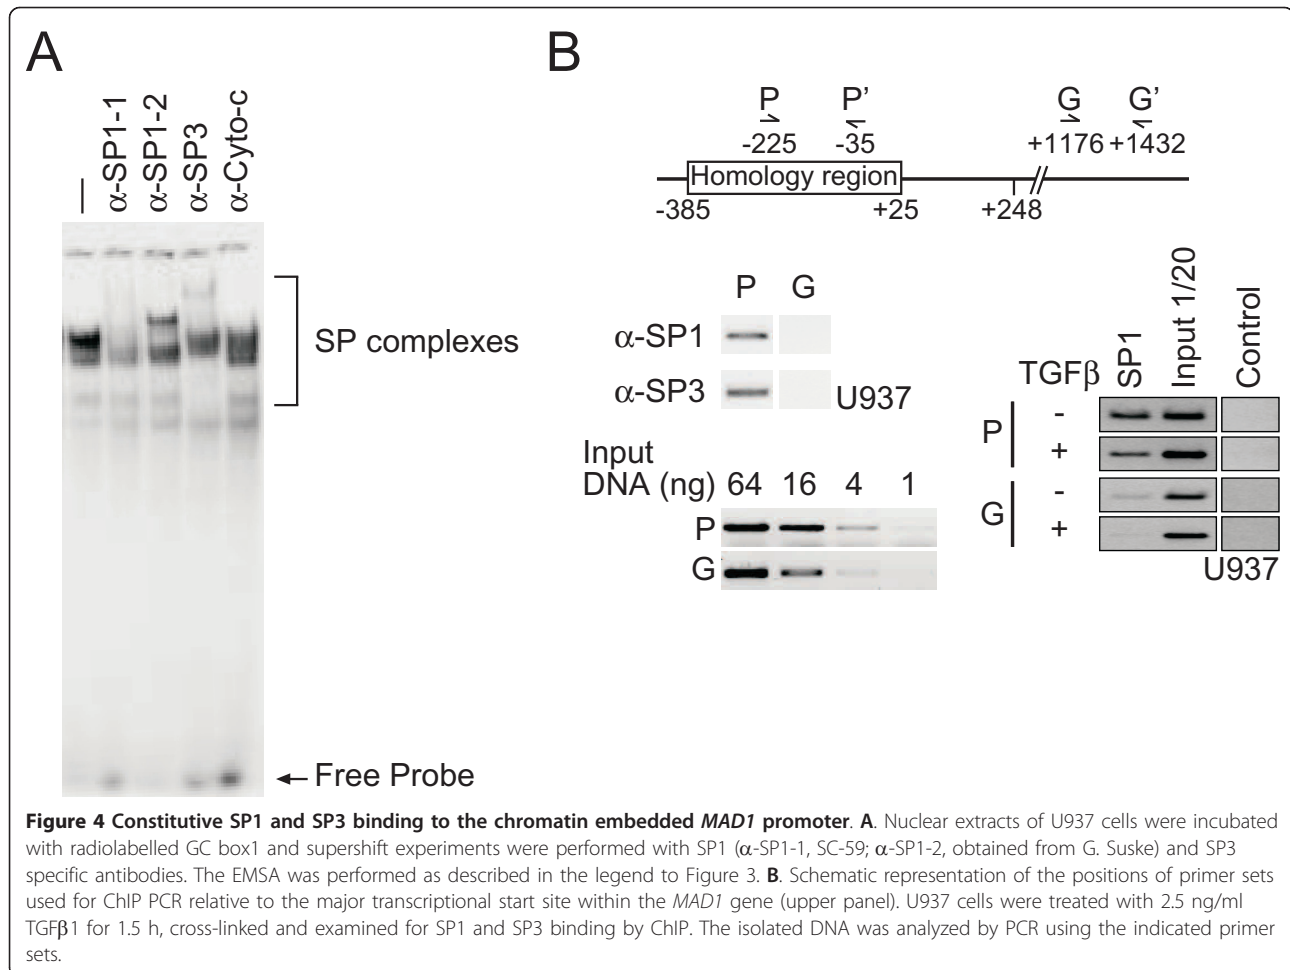 A
—
α-SP1-1
α-SP1-2
α-SP3
α-Cyto-c
SP complexes
Free Probe
B
P P' G G'
-225 -35 +1176 +1432
Homology region
-385 +25 +248
P G
α-SP1
α-SP3 U937
Input
DNA (ng) 64 16 4 1
P
G
TGFβ SP1 Input 1/20 Control
P -
+
G -
+
U937
Figure 4 Constitutive SP1 and SP3 binding to the chromatin embedded MAD1 promoter. A. Nuclear extracts of U937 cells were incubated
with radiolabelled GC box1 and supershift experiments were performed with SP1 (α-SP1-1, SC-59; α-SP1-2, obtained from G. Suske) and SP3
specific antibodies. The EMSA was performed as described in the legend to Figure 3. B. Schematic representation of the positions of primer sets
used for ChIP PCR relative to the major transcriptional start site within the MAD1 gene (upper panel). U937 cells were treated with 2.5 ng/ml
TGFβ1 for 1.5 h, cross-linked and examined for SP1 and SP3 binding by ChIP. The isolated DNA was analyzed by PCR using the indicated primer
sets.